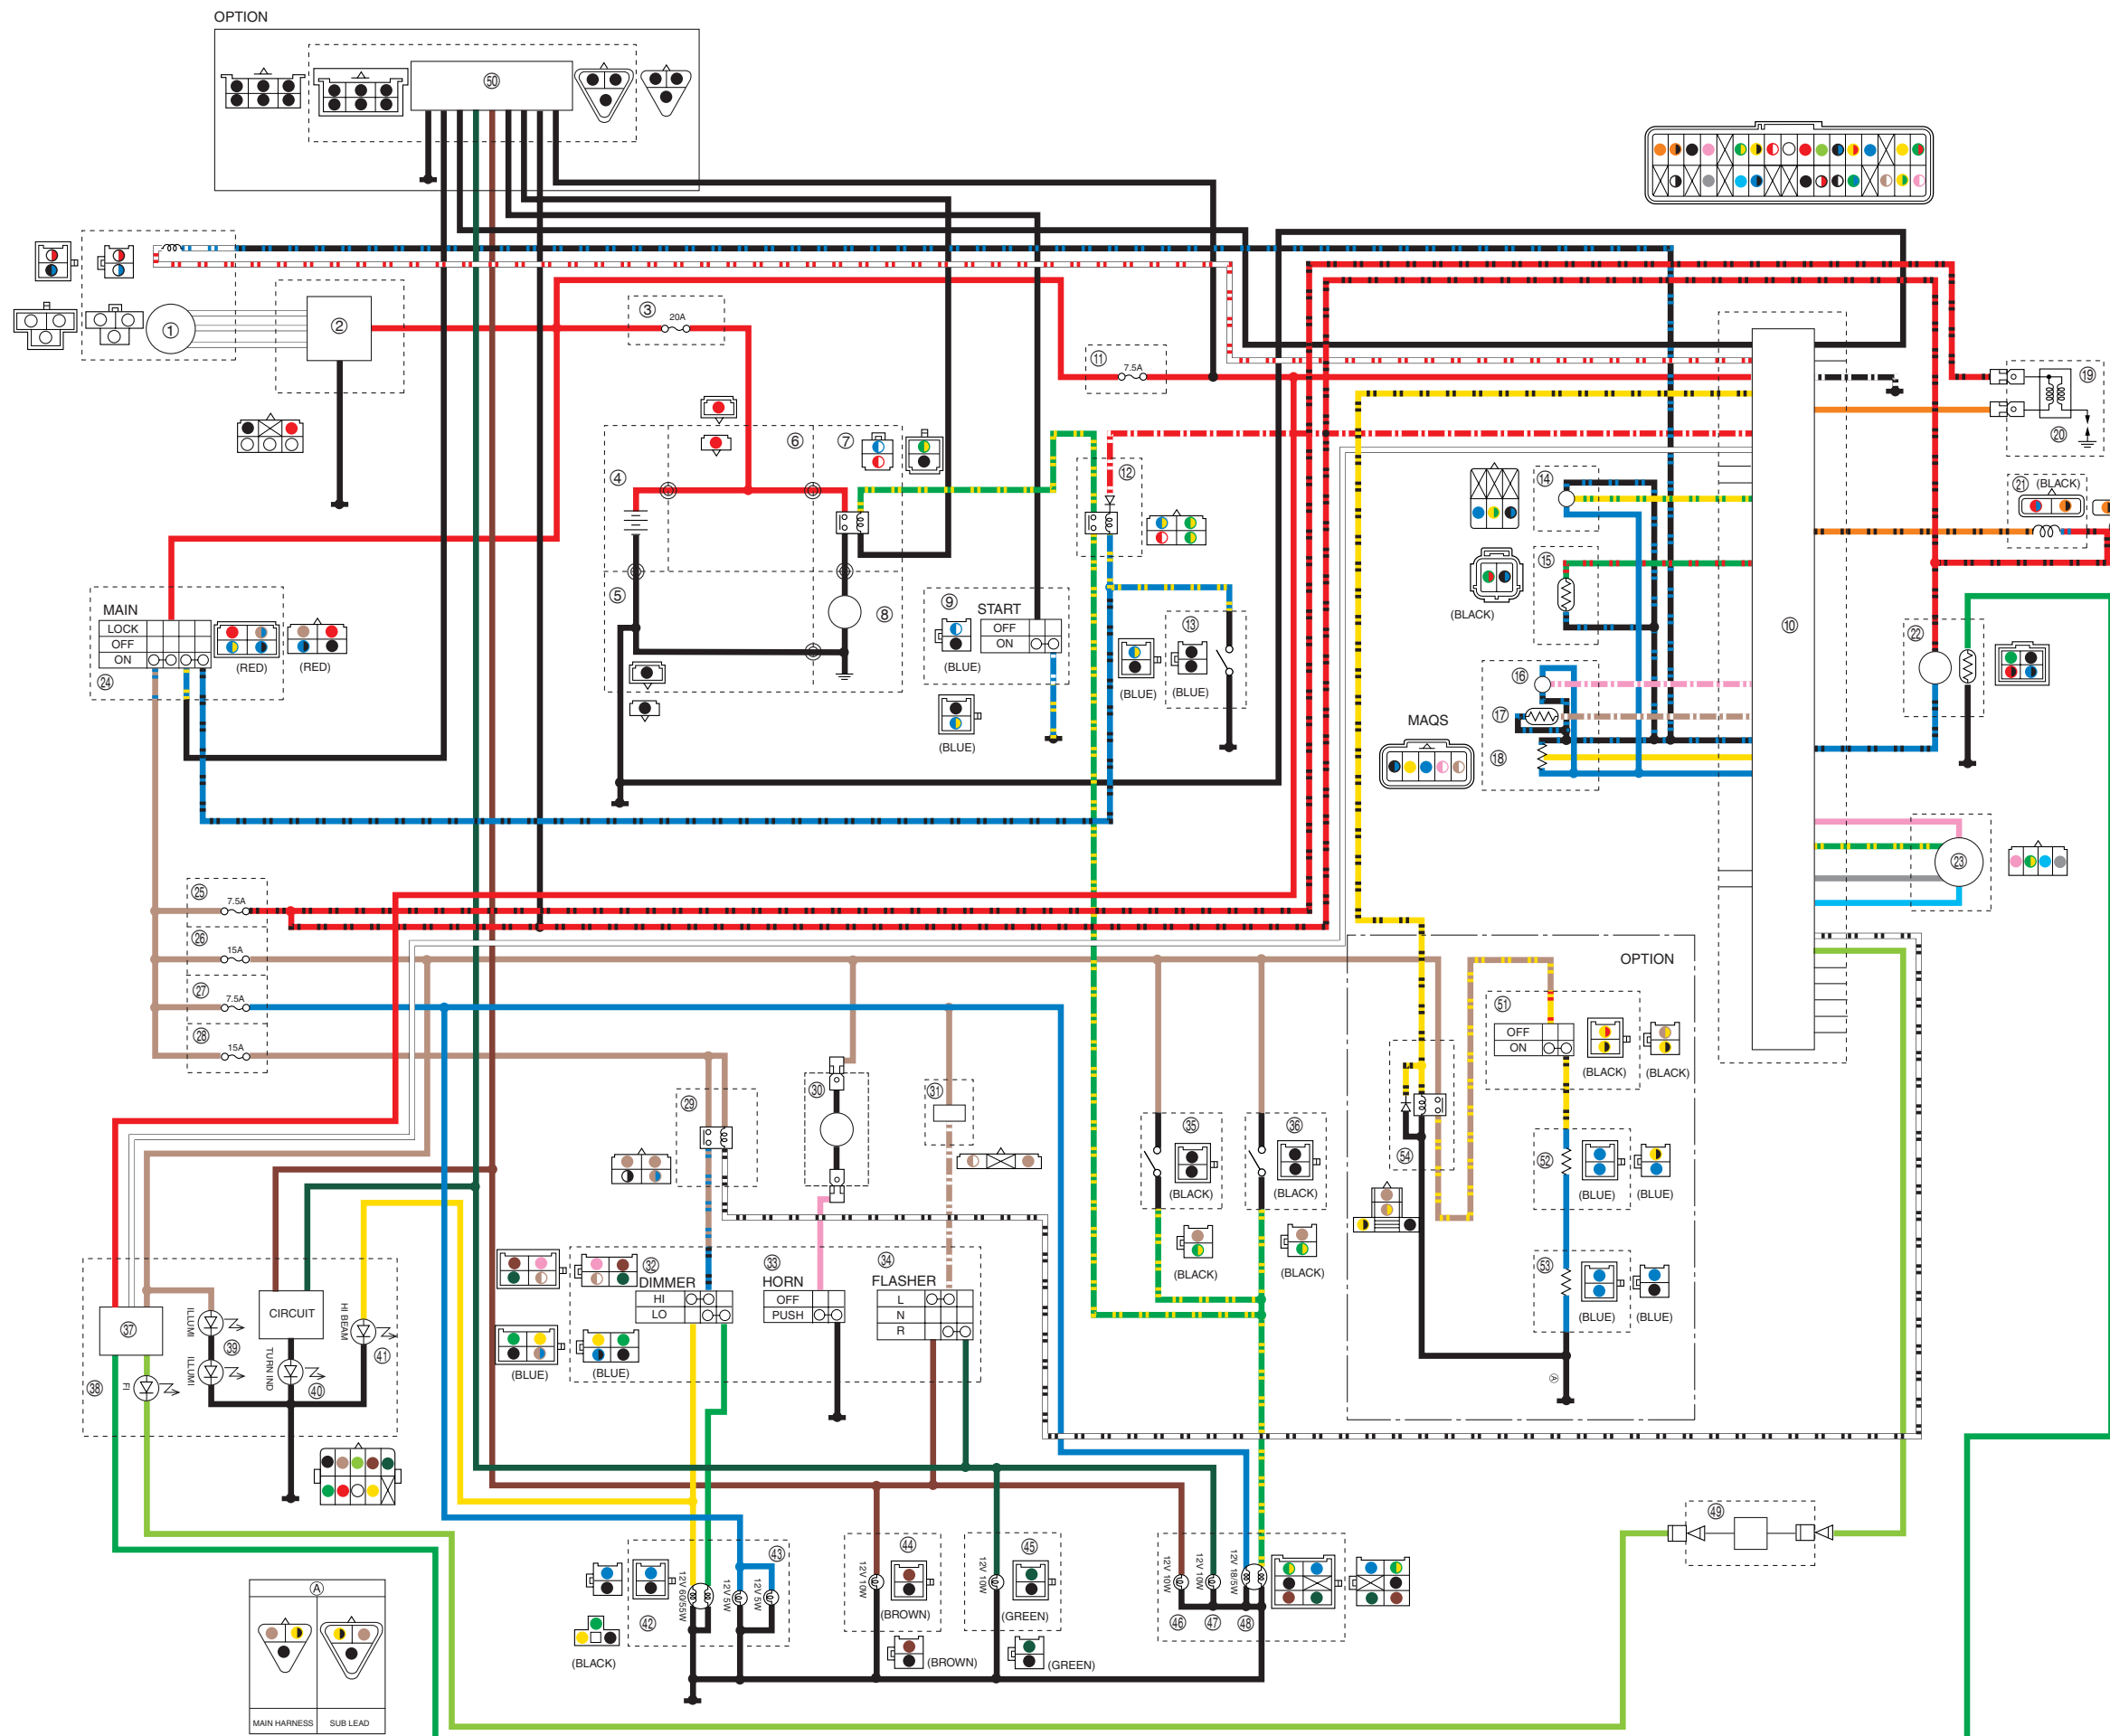 OPTION
㊿
①
②
③
20A
⑪
7.5A
⑲
⑳
④
⑥
⑦
⑫
⑭
㉑
(BLACK)
⑮
(BLACK)
⑤
⑧
⑨
START
OFF
ON
(BLUE)
(BLUE)
⑬
(BLUE)
(BLUE)
⑩
㉒
MAIN
LOCK
OFF
ON
(RED)
(RED)
㉔
⑯
MAQS
⑰
⑱
㉓
㉕
7.5A
㉖
15A
㉗
7.5A
㉘
15A
OPTION
51
OFF
ON
(BLACK)
(BLACK)
㉙
㉚
㉛
㉟
(BLACK)
(BLACK)
㊱
(BLACK)
(BLACK)
54
52
(BLUE)
(BLUE)
53
(BLUE)
(BLUE)
Ⓐ
㉜
DIMMER
HI
LO
(BLUE)
(BLUE)
㉝
HORN
OFF
PUSH
㉞
FLASHER
L
N
R
㊲
㊳
FI
ILLUMI
ILLUMI
㊴
CIRCUIT
TURN IND
㊵
HI BEAM
㊶
㊾
㊸
12V 60/55W
12V 5W
12V 5W
㊷
(BLACK)
㊹
12V 10W
(BROWN)
(BROWN)
㊺
12V 10W
(GREEN)
(GREEN)
12V 10W
12V 10W
12V 18/5W
㊻
㊼
㊽
Ⓐ
MAIN HARNESS
SUB LEAD